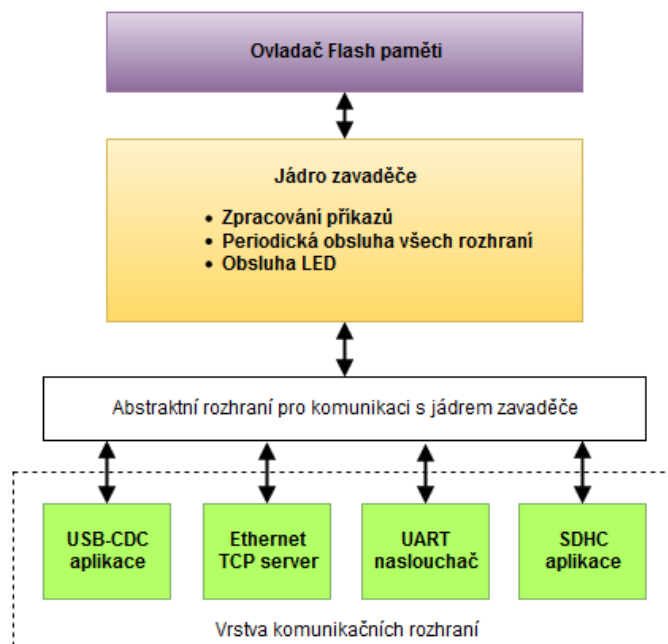 Ovladač Flash paměti
Jádro zavaděče
• Zpracování příkazů
• Periodická obsluha všech rozhraní
• Obsluha LED
Abstraktní rozhraní pro komunikaci s jádrem zavaděče
USB-CDC
aplikace
Ethernet
TCP server
UART
naslouchač
SDHC
aplikace
Vrstva komunikačních rozhraní